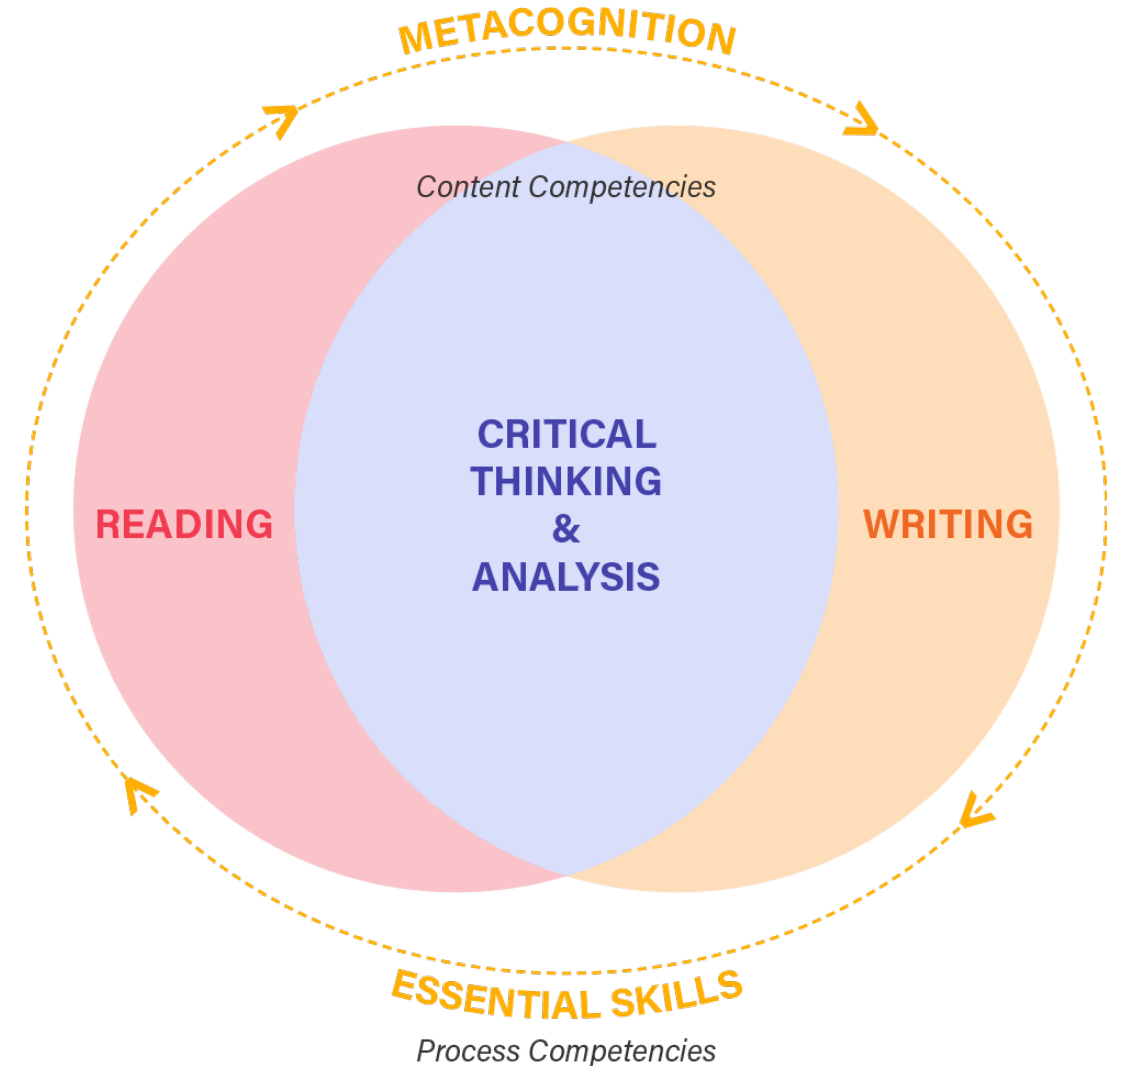 METACOGNITION
Content Competencies
CRITICAL
THINKING
&
ANALYSIS
READING
WRITING
ESSENTIAL SKILLS
Process Competencies